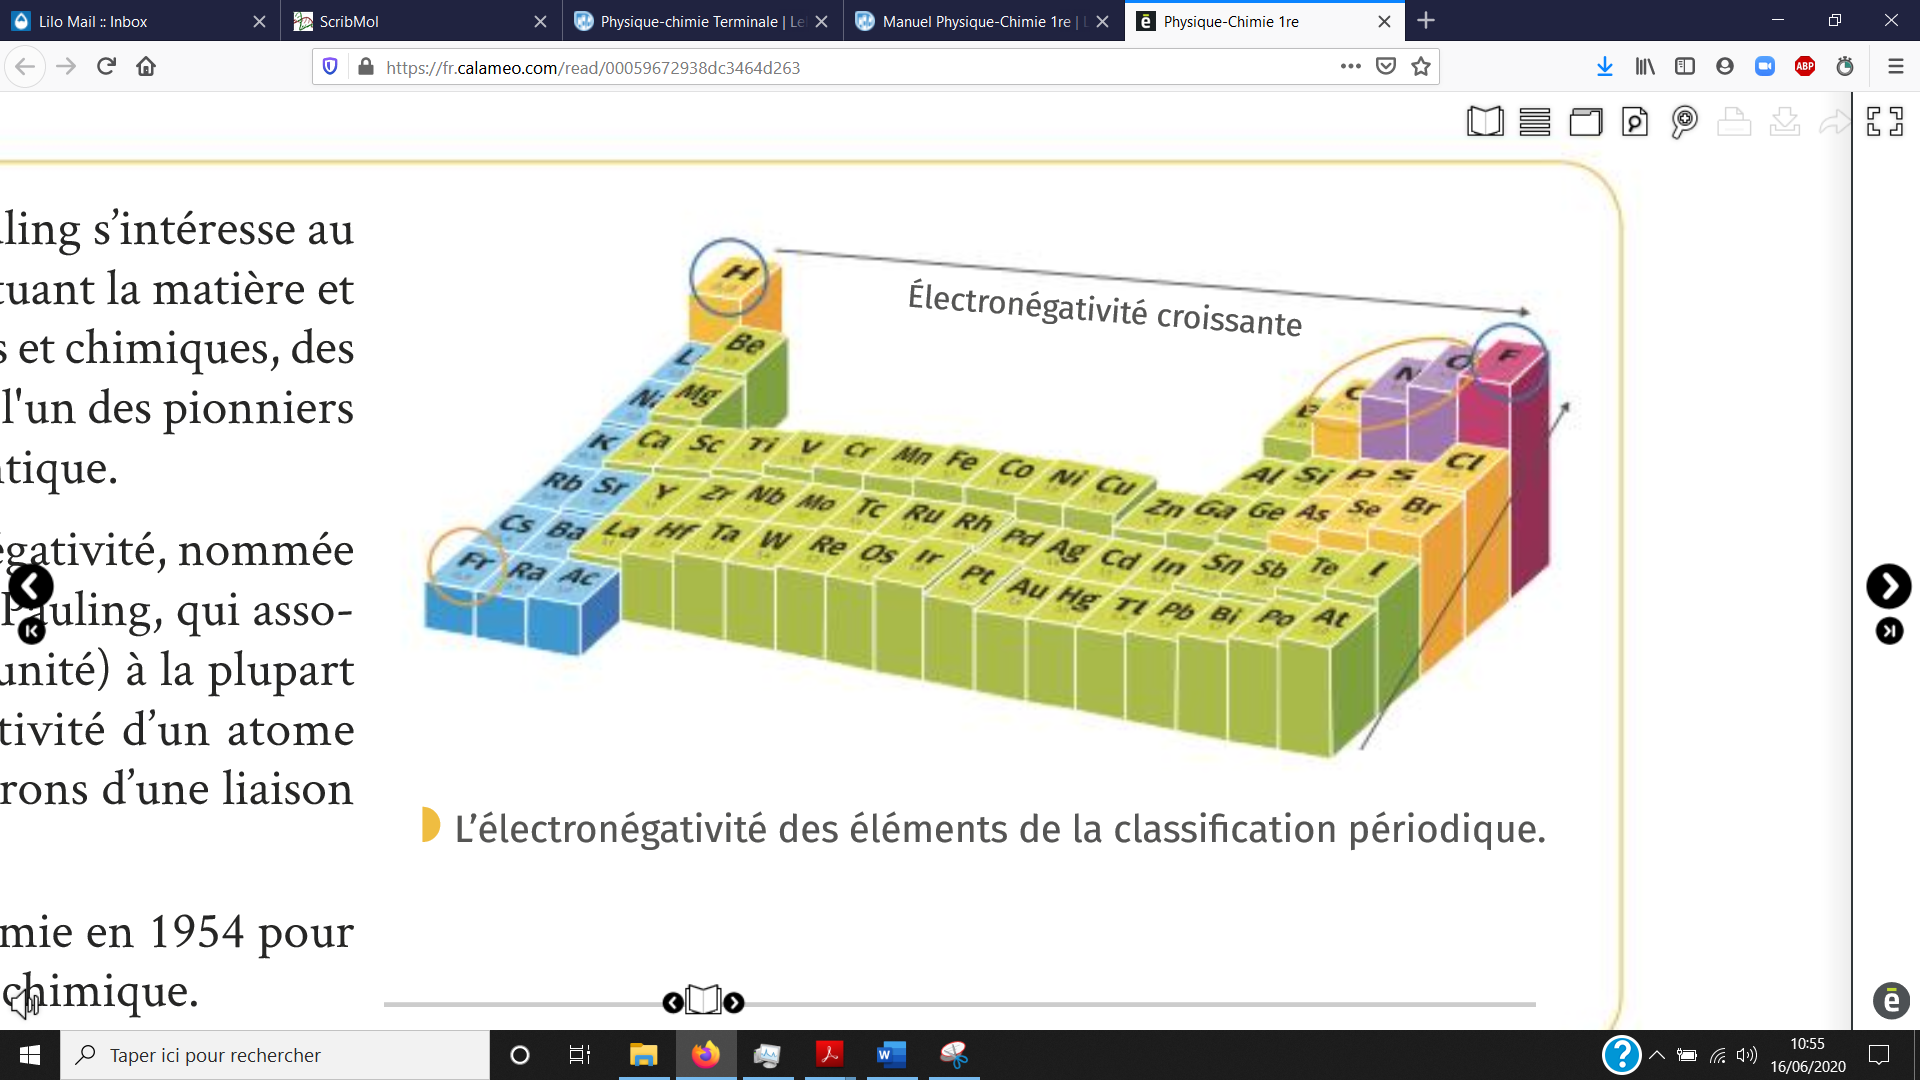 Lilo Mail :: Inbox
ScribMol
Physique-chimie Terminale | Le
Manuel Physique-Chimie 1re |
Physique-Chimie 1re
https://fr.calameo.com/read/00059672938dc3464d263
ABP
ling s'intéresse au
tuant la matière et
s et chimiques, des
l'un des pionniers
ntique.
égativité, nommée
Pauling, qui asso-
unité) à la plupart
tivité d'un atome
rons d'une liaison
mie en 1954 pour
chimique.
Électronégativité croissante
H
L Be B C N O F
Na Mg Al Si P S Cl
K Ca Sc Ti V Cr Mn Fe Co Ni Cu Zn Ga Ge As Se Br
Rb Sr Y Zr Nb Mo Tc Ru Rh Pd Ag Cd In Sn Sb Te I
Cs Ba La Hf Ta W Re Os Ir Pt Au Hg Tl Pb Bi Po At
Fr Ra Ac
L'électronégativité des éléments de la classification périodique.
ē
Taper ici pour rechercher
10:55
16/06/2020